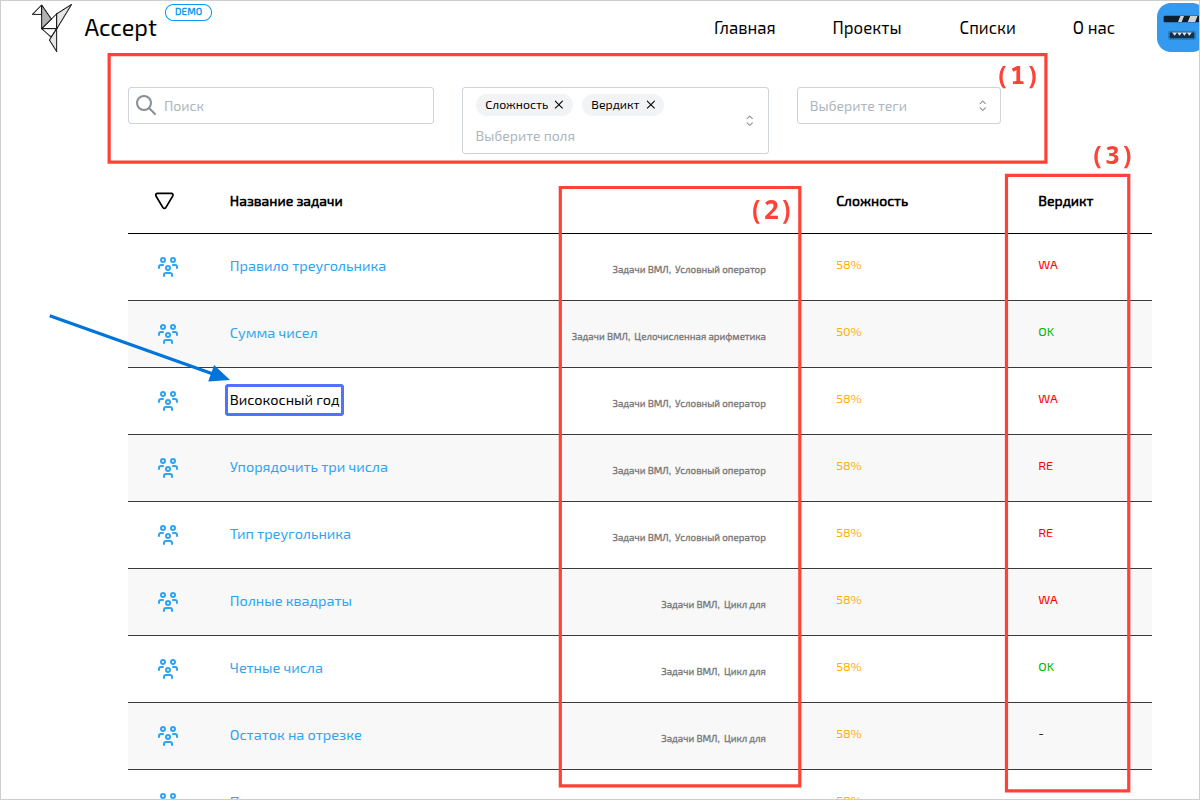 Accept
DEMO
Главная Проекты Списки О нас
(1)
Поиск
Сложность Вердикт
Выберите поля
Выберите теги
(3)
(2)
Название задачи Сложность Вердикт
Правило треугольника Задачи ВМЛ, Условный оператор 58% WA
Сумма чисел Задачи ВМЛ, Целочисленная арифметика 50% OK
Високосный год Задачи ВМЛ, Условный оператор 58% WA
Упорядочить три числа Задачи ВМЛ, Условный оператор 58% RE
Тип треугольника Задачи ВМЛ, Условный оператор 58% RE
Полные квадраты Задачи ВМЛ, Цикл для 58% WA
Четные числа Задачи ВМЛ, Цикл для 58% OK
Остаток на отрезке Задачи ВМЛ, Цикл для 58% -